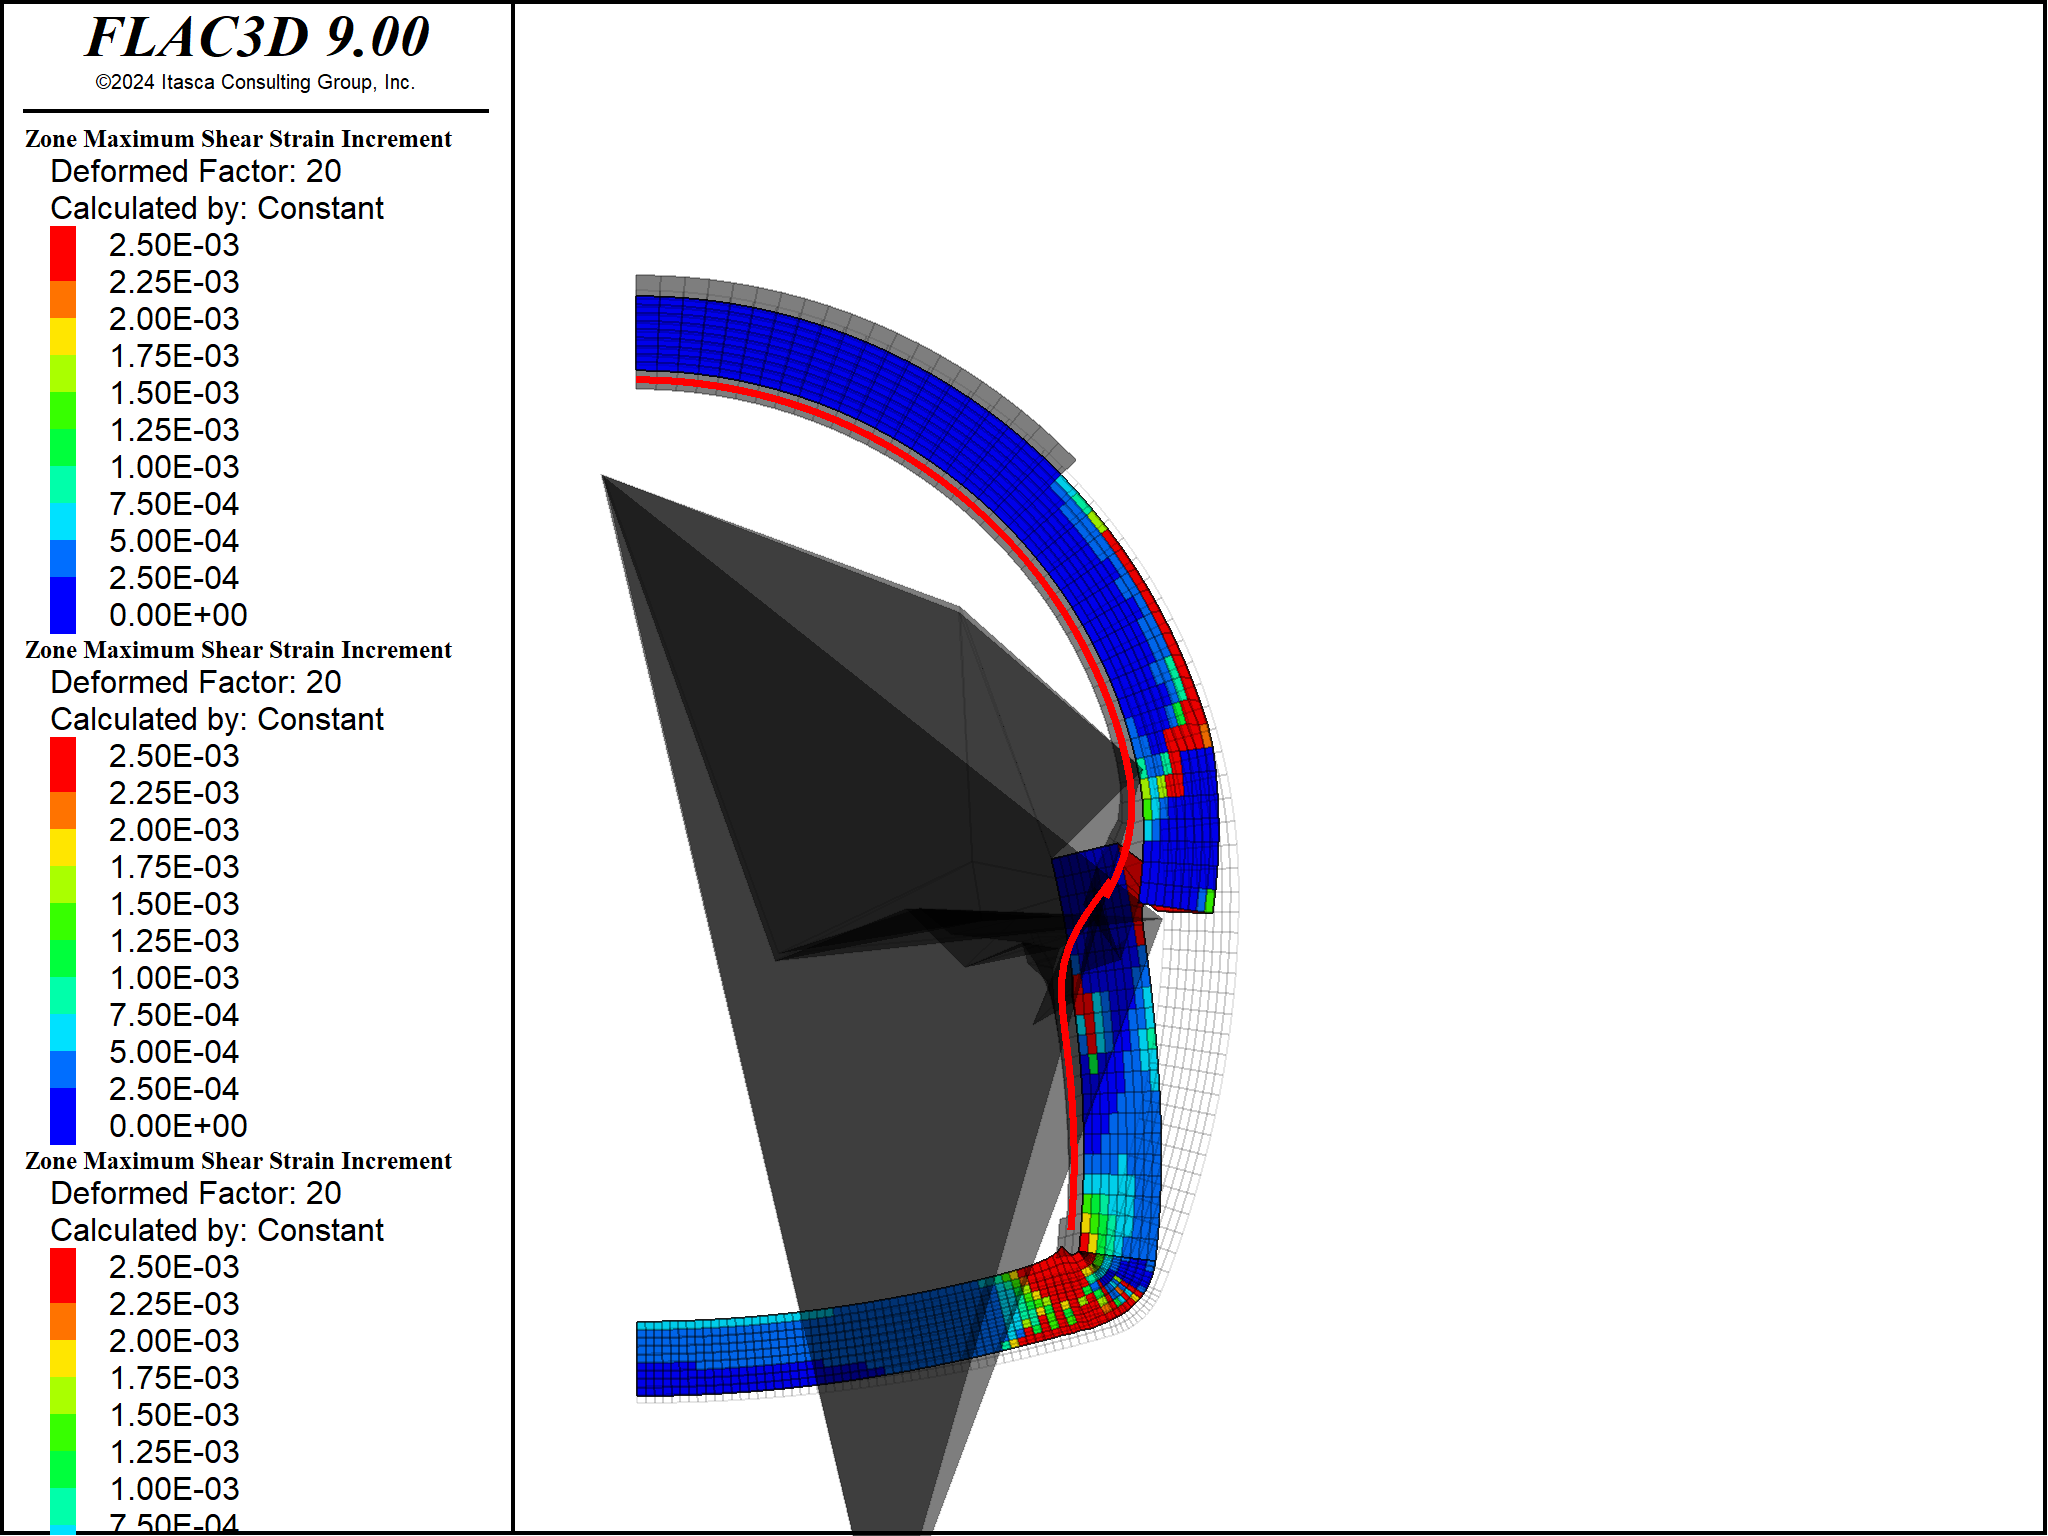 FLAC3D 9.00
©2024 Itasca Consulting Group, Inc.
Zone Maximum Shear Strain Increment
Deformed Factor: 20
Calculated by: Constant
2.50E-03
2.25E-03
2.00E-03
1.75E-03
1.50E-03
1.25E-03
1.00E-03
7.50E-04
5.00E-04
2.50E-04
0.00E+00
Zone Maximum Shear Strain Increment
Deformed Factor: 20
Calculated by: Constant
2.50E-03
2.25E-03
2.00E-03
1.75E-03
1.50E-03
1.25E-03
1.00E-03
7.50E-04
5.00E-04
2.50E-04
0.00E+00
Zone Maximum Shear Strain Increment
Deformed Factor: 20
Calculated by: Constant
2.50E-03
2.25E-03
2.00E-03
1.75E-03
1.50E-03
1.25E-03
1.00E-03
7.50E-04